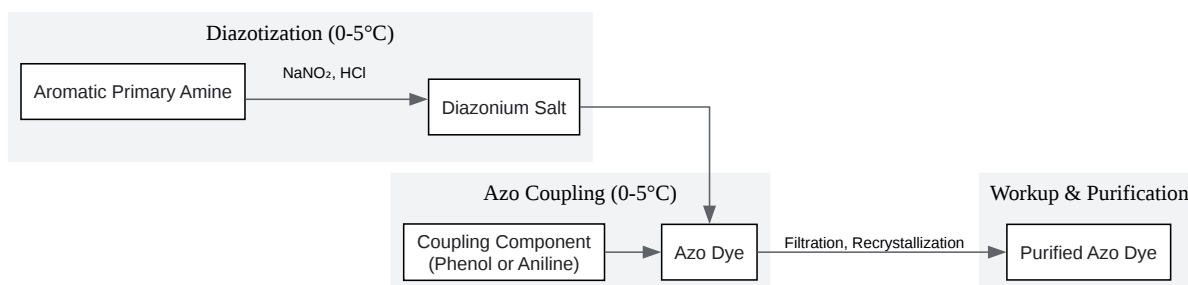 Diazotization (0-5°C)
Aromatic Primary Amine
NaNO₂, HCl
Diazonium Salt
Azo Coupling (0-5°C)
Coupling Component
(Phenol or Aniline)
Azo Dye
Filtration, Recrystallization
Workup & Purification
Purified Azo Dye